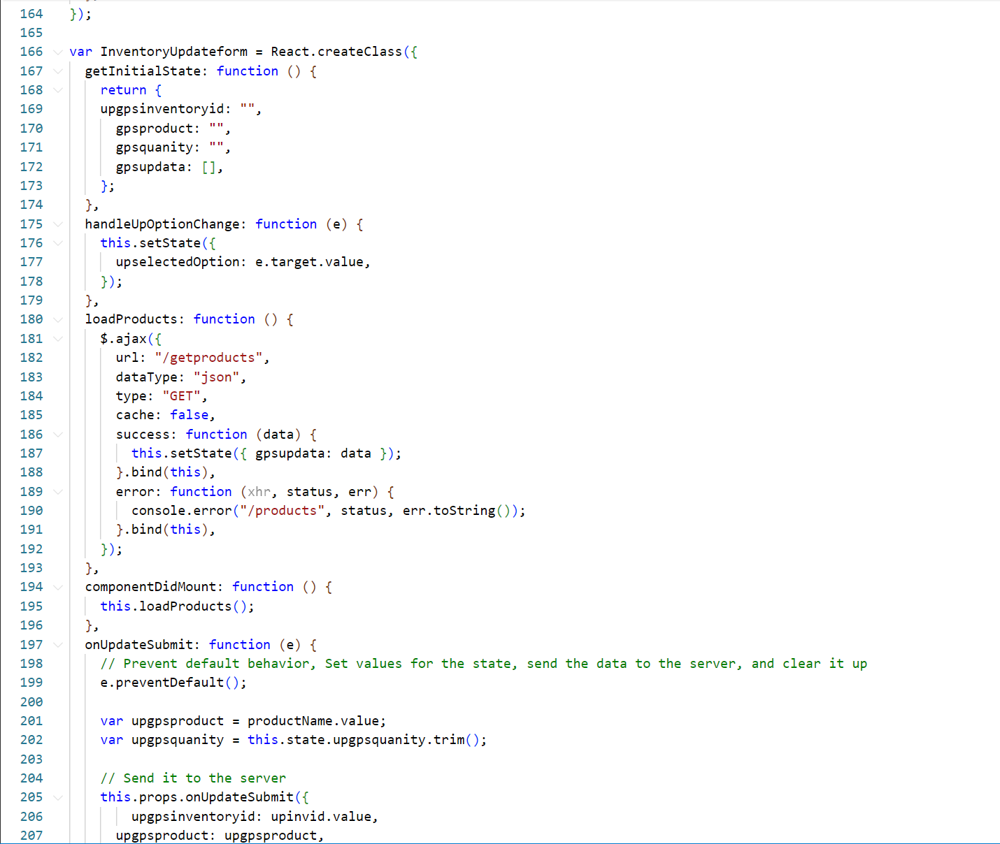 164 });
165
166 var InventoryUpdateform = React.createClass({
167 getInitialState: function () {
168 return {
169 upgpsinventoryid: "",
170 gpsproduct: "",
171 gpsquanity: "",
172 gpsupdata: [],
173 };
174 },
175 handleUpOptionChange: function (e) {
176 this.setState({
177 upselectedOption: e.target.value,
178 });
179 },
180 loadProducts: function () {
181 $.ajax({
182 url: "/getproducts",
183 dataType: "json",
184 type: "GET",
185 cache: false,
186 success: function (data) {
187 this.setState({ gpsupdata: data });
188 }.bind(this),
189 error: function (xhr, status, err) {
190 console.error("/products", status, err.toString());
191 }.bind(this),
192 });
193 },
194 componentDidMount: function () {
195 this.loadProducts();
196 },
197 onUpdateSubmit: function (e) {
198 // Prevent default behavior, Set values for the state, send the data to the server, and clear it up
199 e.preventDefault();
200
201 var upgpsproduct = productName.value;
202 var upgpsquanity = this.state.upgpsquanity.trim();
203
204 // Send it to the server
205 this.props.onUpdateSubmit({
206 upgpsinventoryid: upinvid.value,
207 upgpsproduct: upgpsproduct,